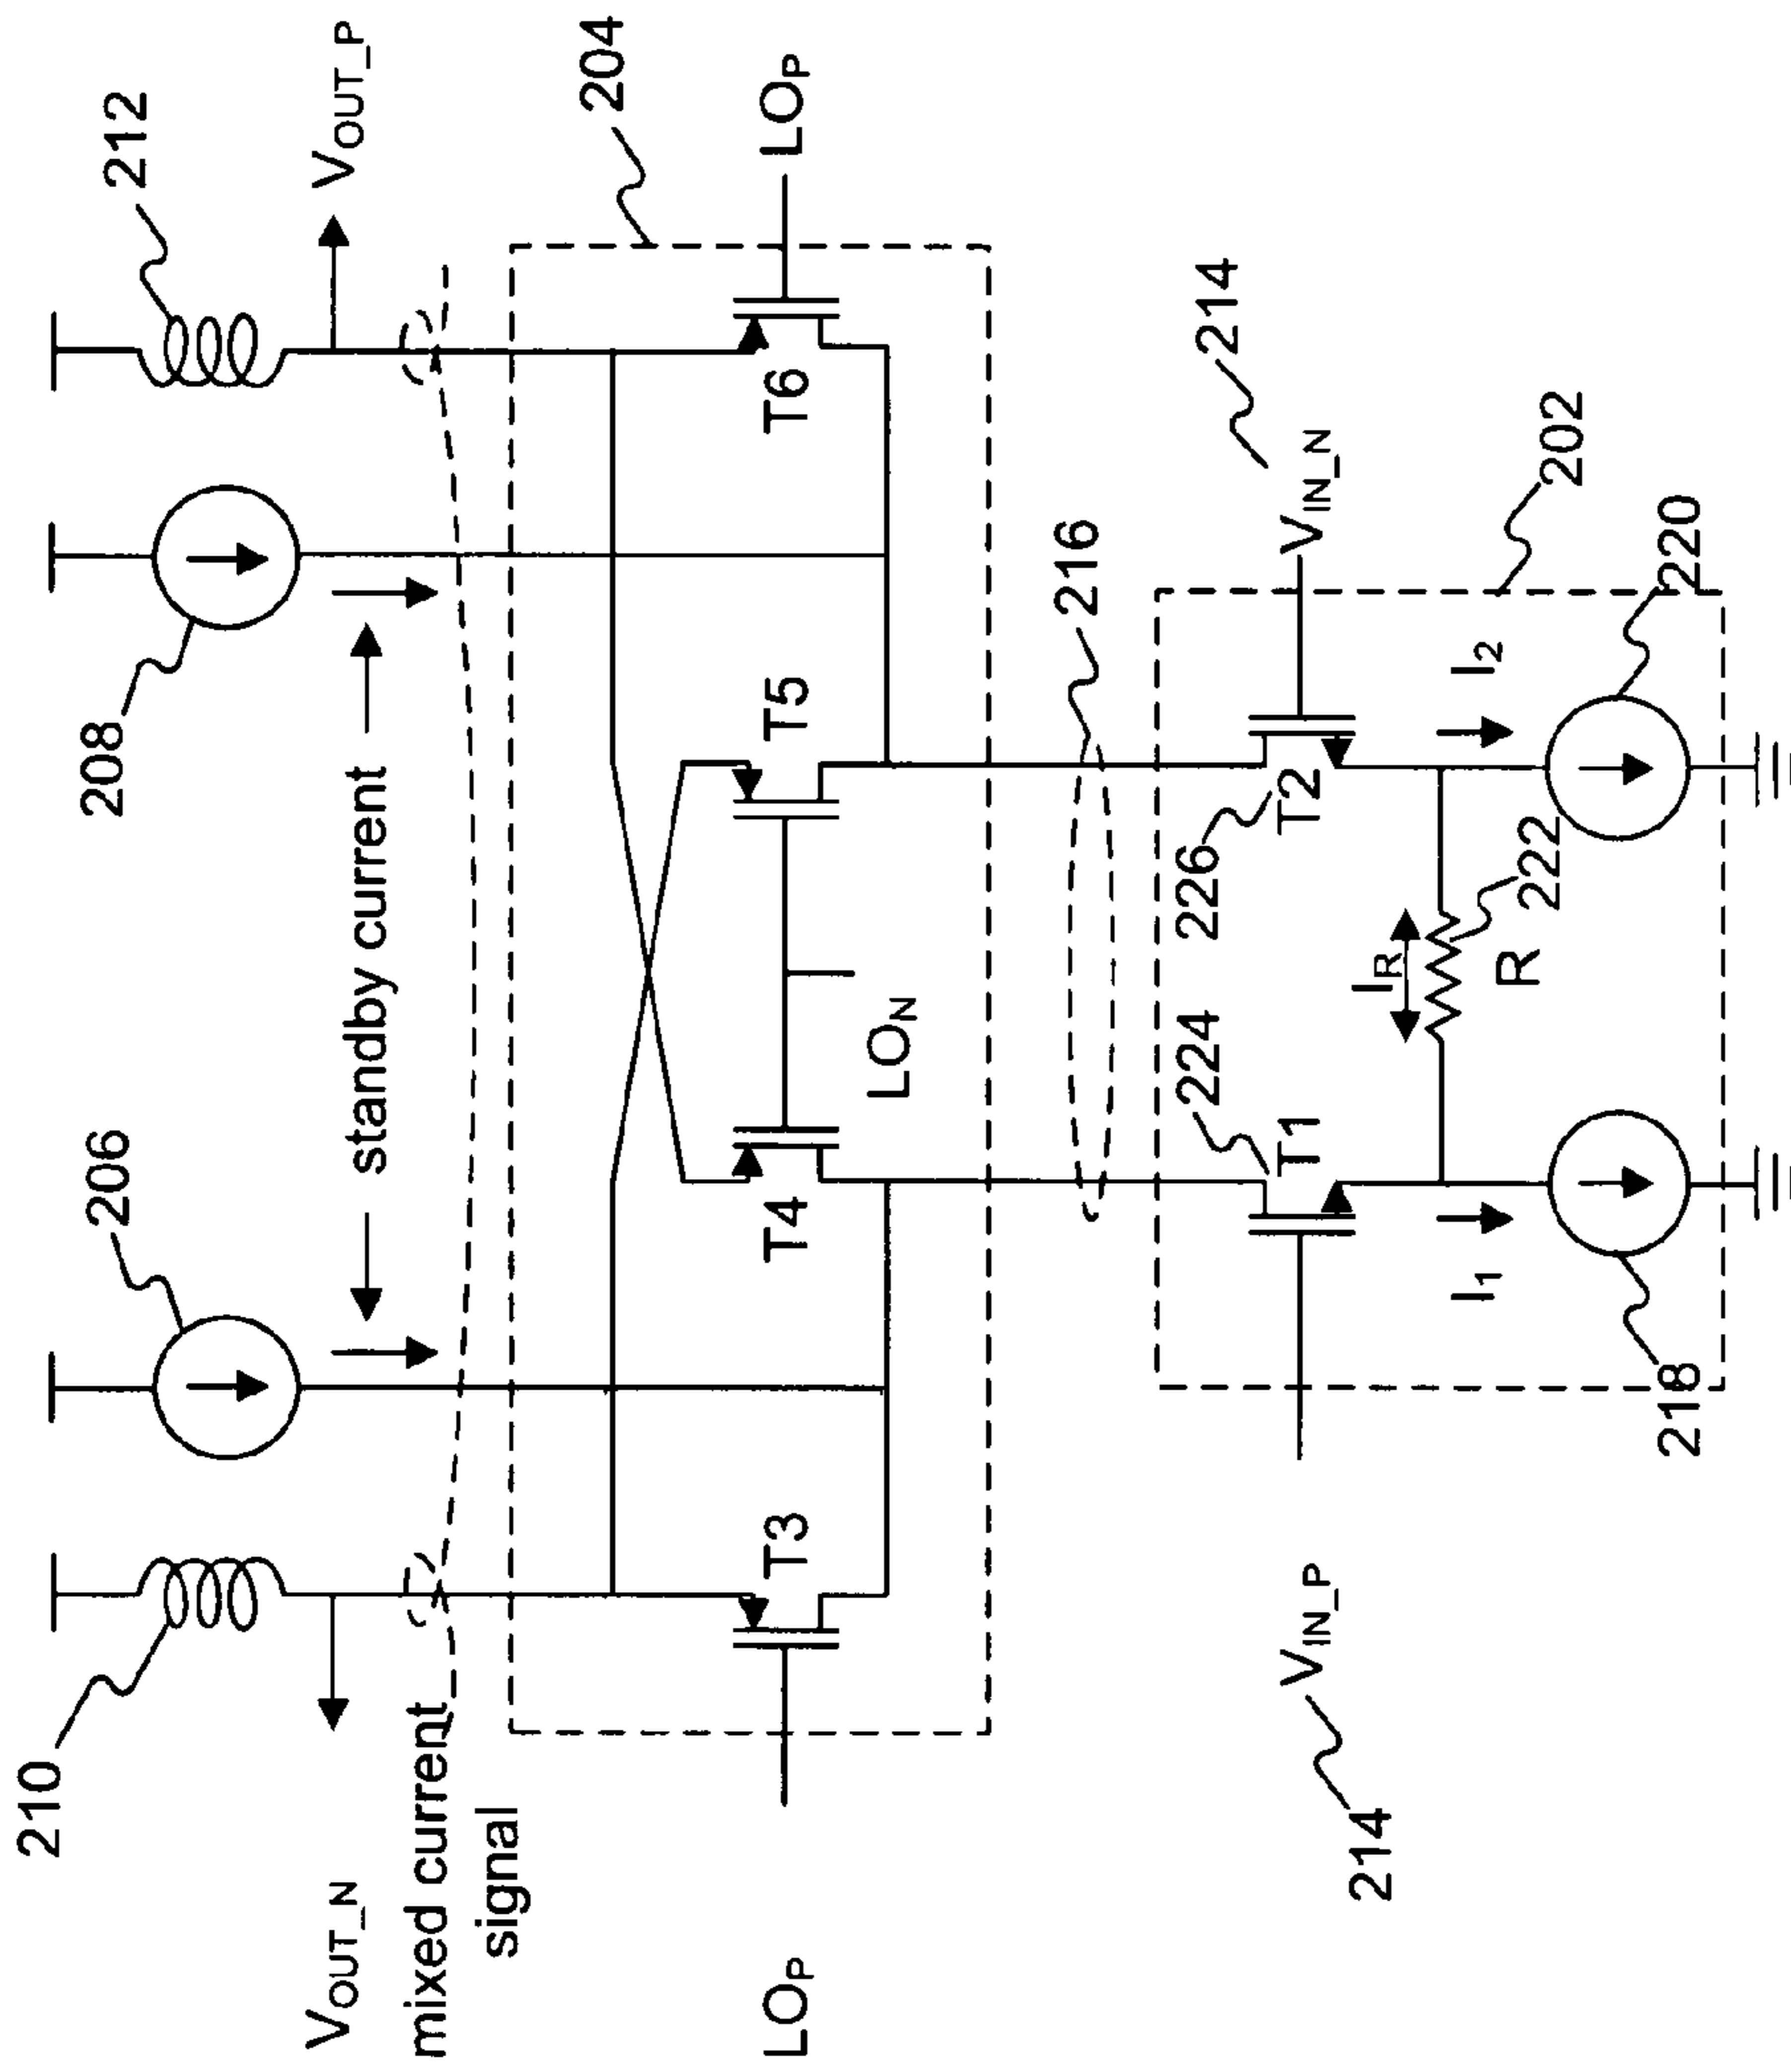 210
206
208
212
V_OUT_N
V_OUT_P
standby current
mixed current
signal
204
LO_P
T3
T4
T5
T6
LO_P
LO_N
216
214
214
V_IN_P
224
T1
226
T2
V_IN_N
I_R
R
222
202
I_1
I_2
218
220